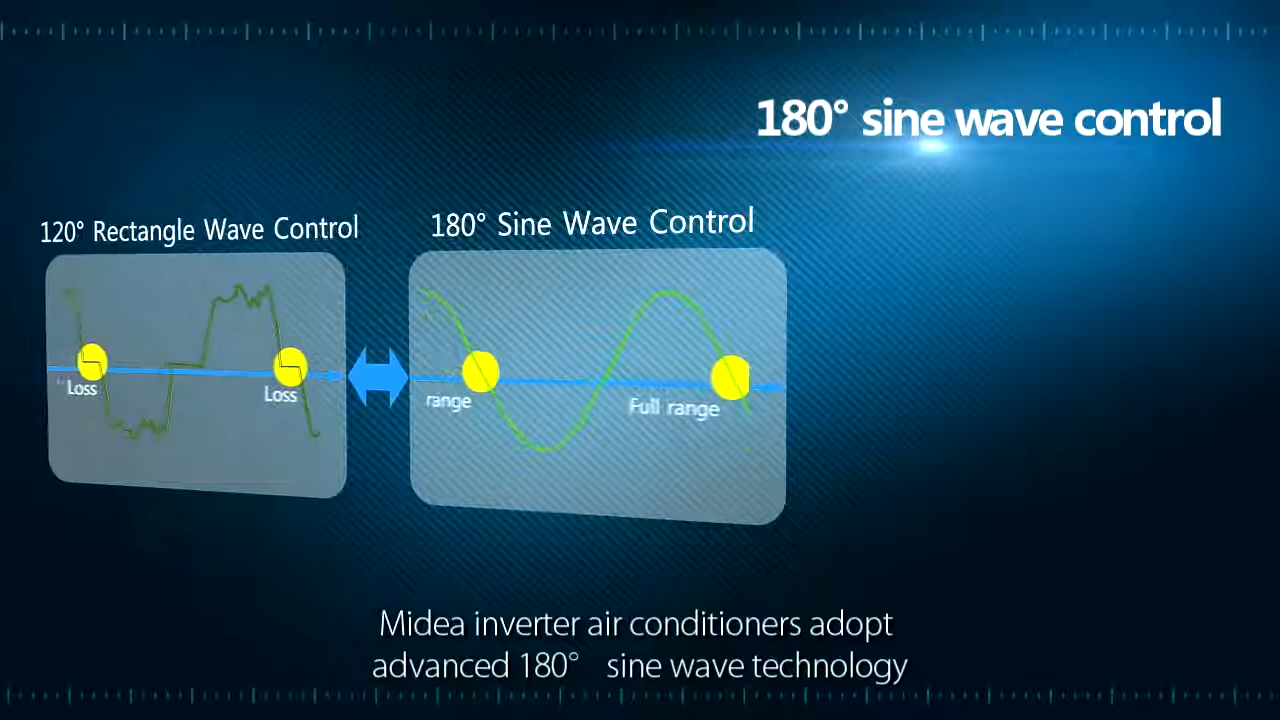 180° sine wave control
120° Rectangle Wave Control
180° Sine Wave Control
Loss
Loss
range
Full range
Midea inverter air conditioners adopt
advanced 180° sine wave technology